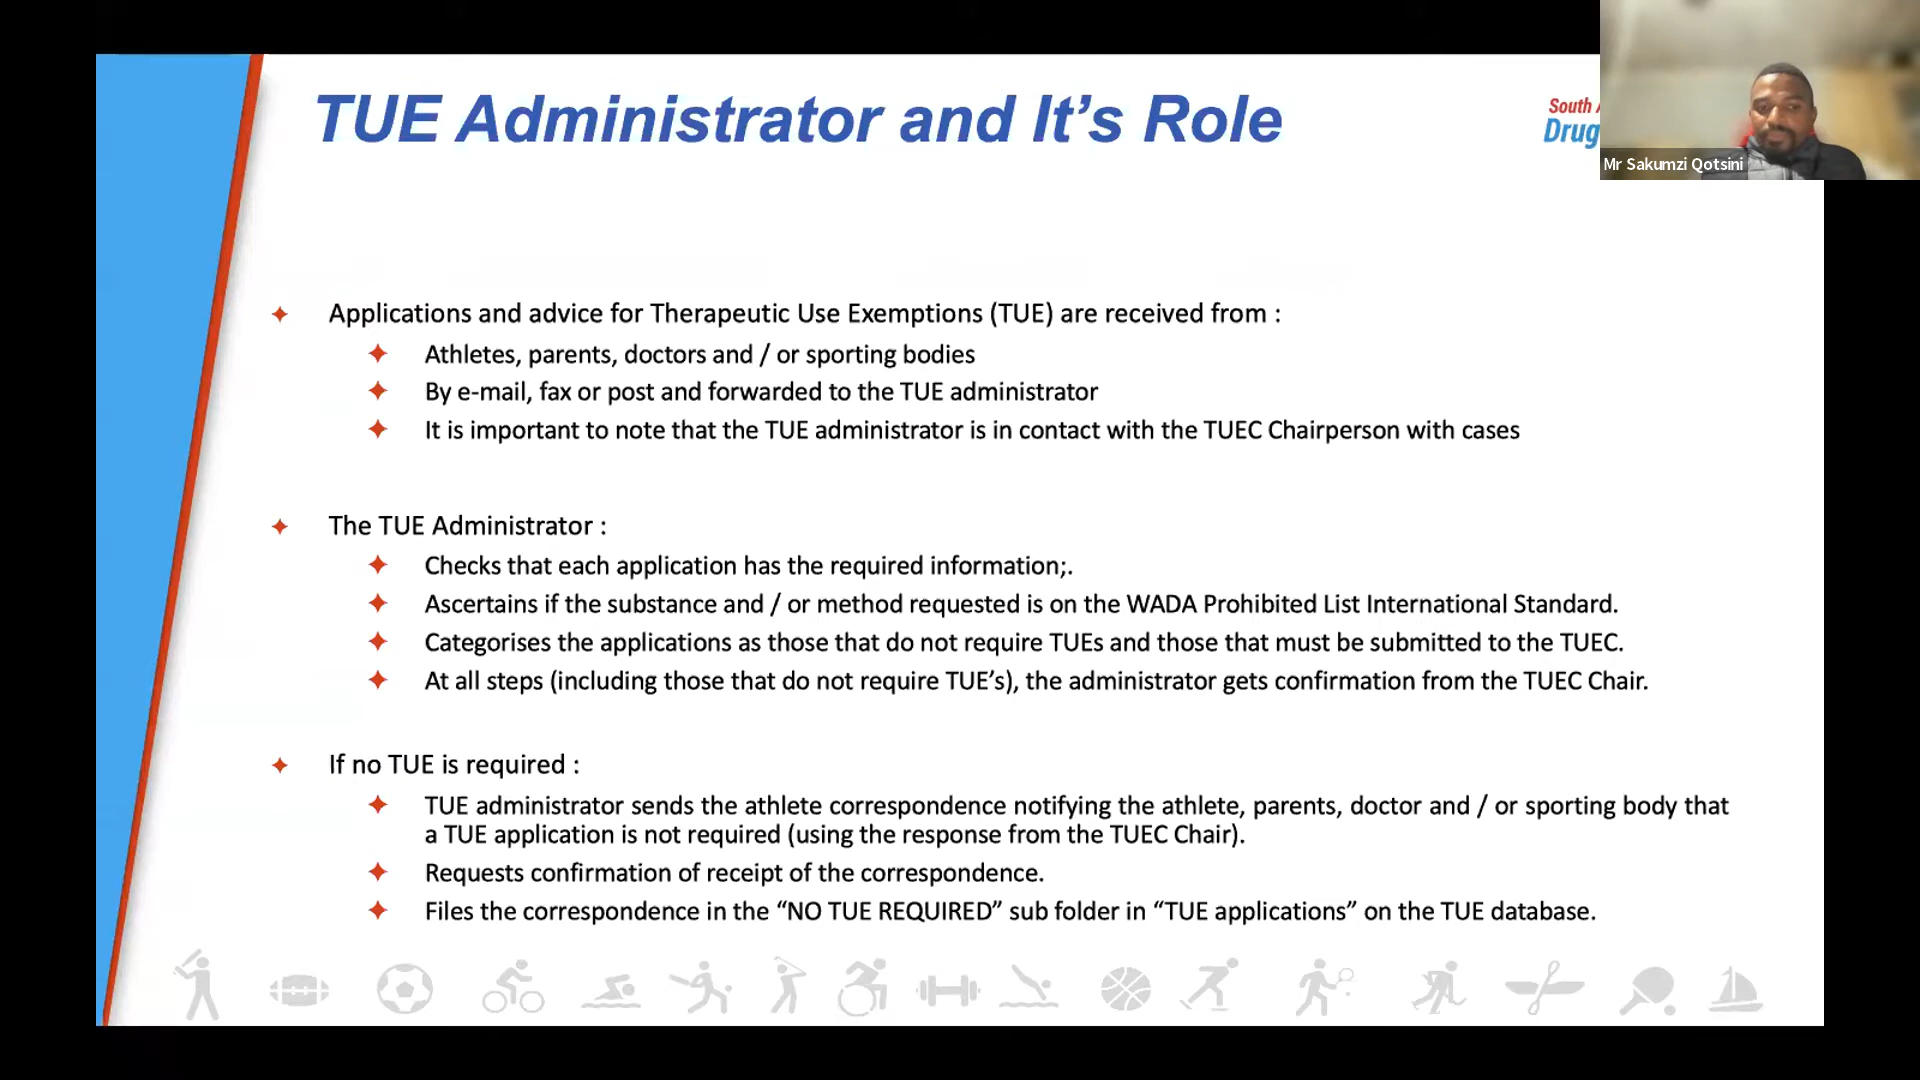 TUE Administrator and It’s Role
South
Drug
Mr Sakumzi Qotsini
Applications and advice for Therapeutic Use Exemptions (TUE) are received from :
Athletes, parents, doctors and / or sporting bodies
By e-mail, fax or post and forwarded to the TUE administrator
It is important to note that the TUE administrator is in contact with the TUEC Chairperson with cases
The TUE Administrator :
Checks that each application has the required information;.
Ascertains if the substance and / or method requested is on the WADA Prohibited List International Standard.
Categorises the applications as those that do not require TUEs and those that must be submitted to the TUEC.
At all steps (including those that do not require TUE’s), the administrator gets confirmation from the TUEC Chair.
If no TUE is required :
TUE administrator sends the athlete correspondence notifying the athlete, parents, doctor and / or sporting body that
a TUE application is not required (using the response from the TUEC Chair).
Requests confirmation of receipt of the correspondence.
Files the correspondence in the “NO TUE REQUIRED” sub folder in “TUE applications” on the TUE database.